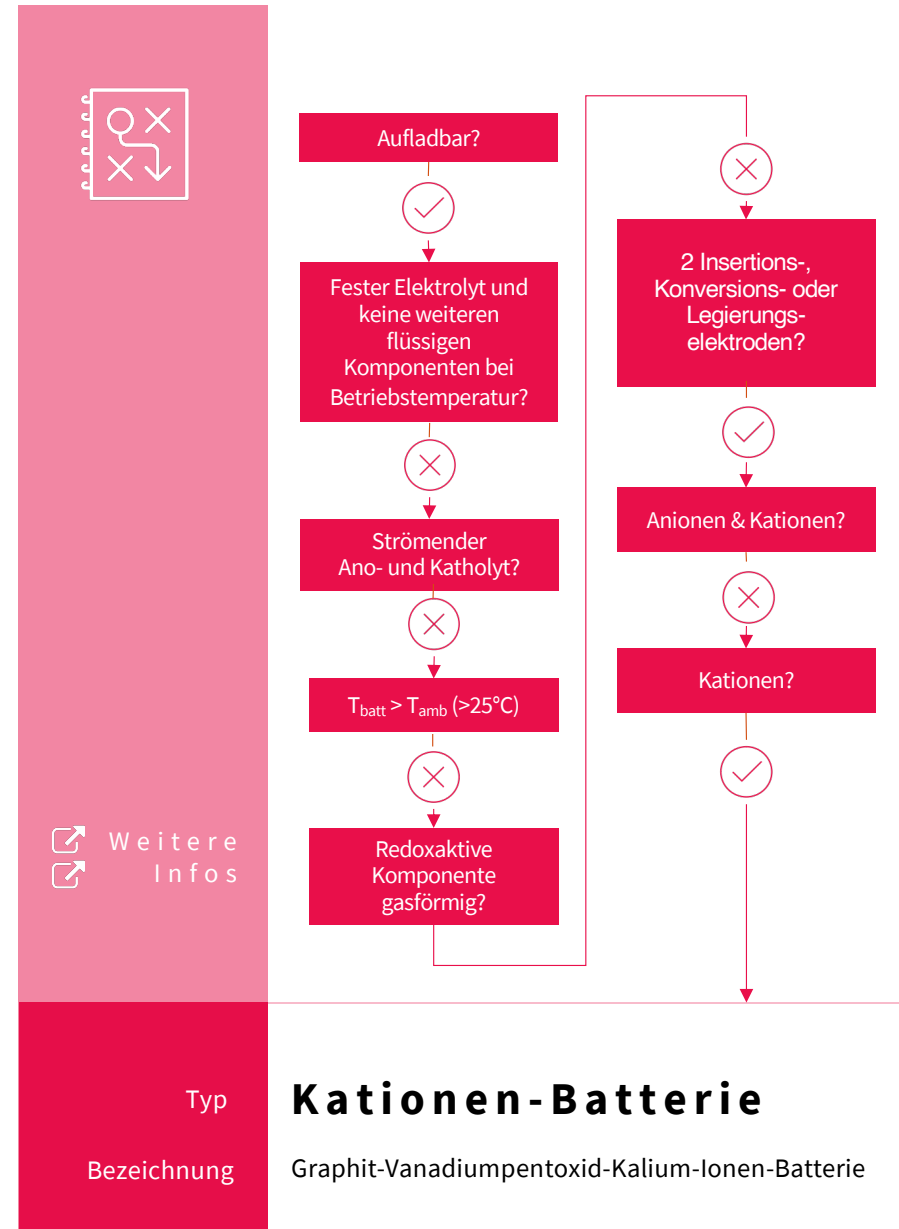 Aufladbar?
Fester Elektrolyt und
keine weiteren
flüssigen
Komponenten bei
Betriebstemperatur?
Strömender
Ano- und Katholyt?
Tbatt > Tamb (>25°C)
Redoxaktive
Komponente
gasförmig?
2 Insertions-,
Konversions- oder
Legierungs-
elektroden?
Anionen & Kationen?
Kationen?
Weitere
Infos
Typ
Kationen-Batterie
Bezeichnung
Graphit-Vanadiumpentoxid-Kalium-Ionen-Batterie